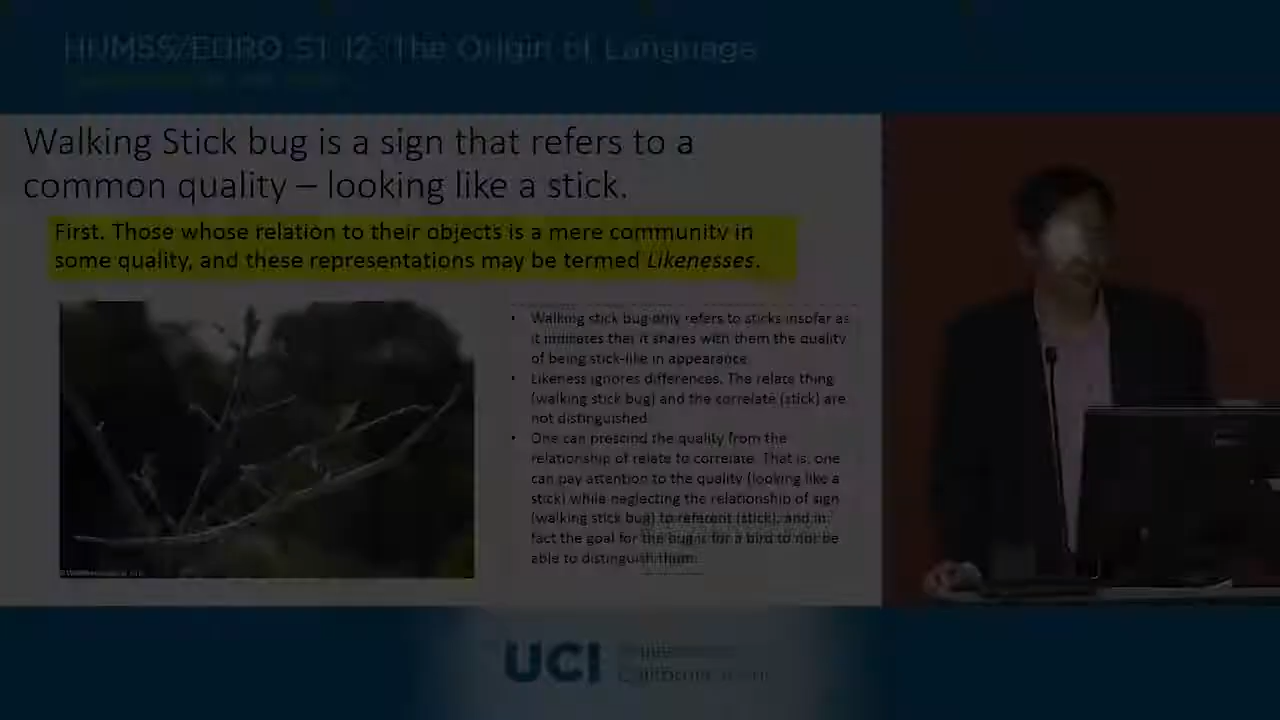 HUM55/EURO ST 12: The Origin of Language
Walking Stick bug is a sign that refers to a
common quality – looking like a stick.
First. Those whose relation to their objects is a mere community in
some quality, and these representations may be termed Likenesses.
• Walking stick bug only refers to sticks insofar as
it indicates that it shares with them the quality
of being stick-like in appearance.
• Likeness ignores differences. The relate thing
(walking stick bug) and the correlate (stick) are
not distinguished.
• One can prescind the quality from the
relationship of relate to correlate. That is, one
can pay attention to the quality (looking like a
stick) while neglecting the relationship of sign
(walking stick bug) to referent (stick), and in
fact the goal for the bug is for a bird to not be
able to distinguish them.
UCI